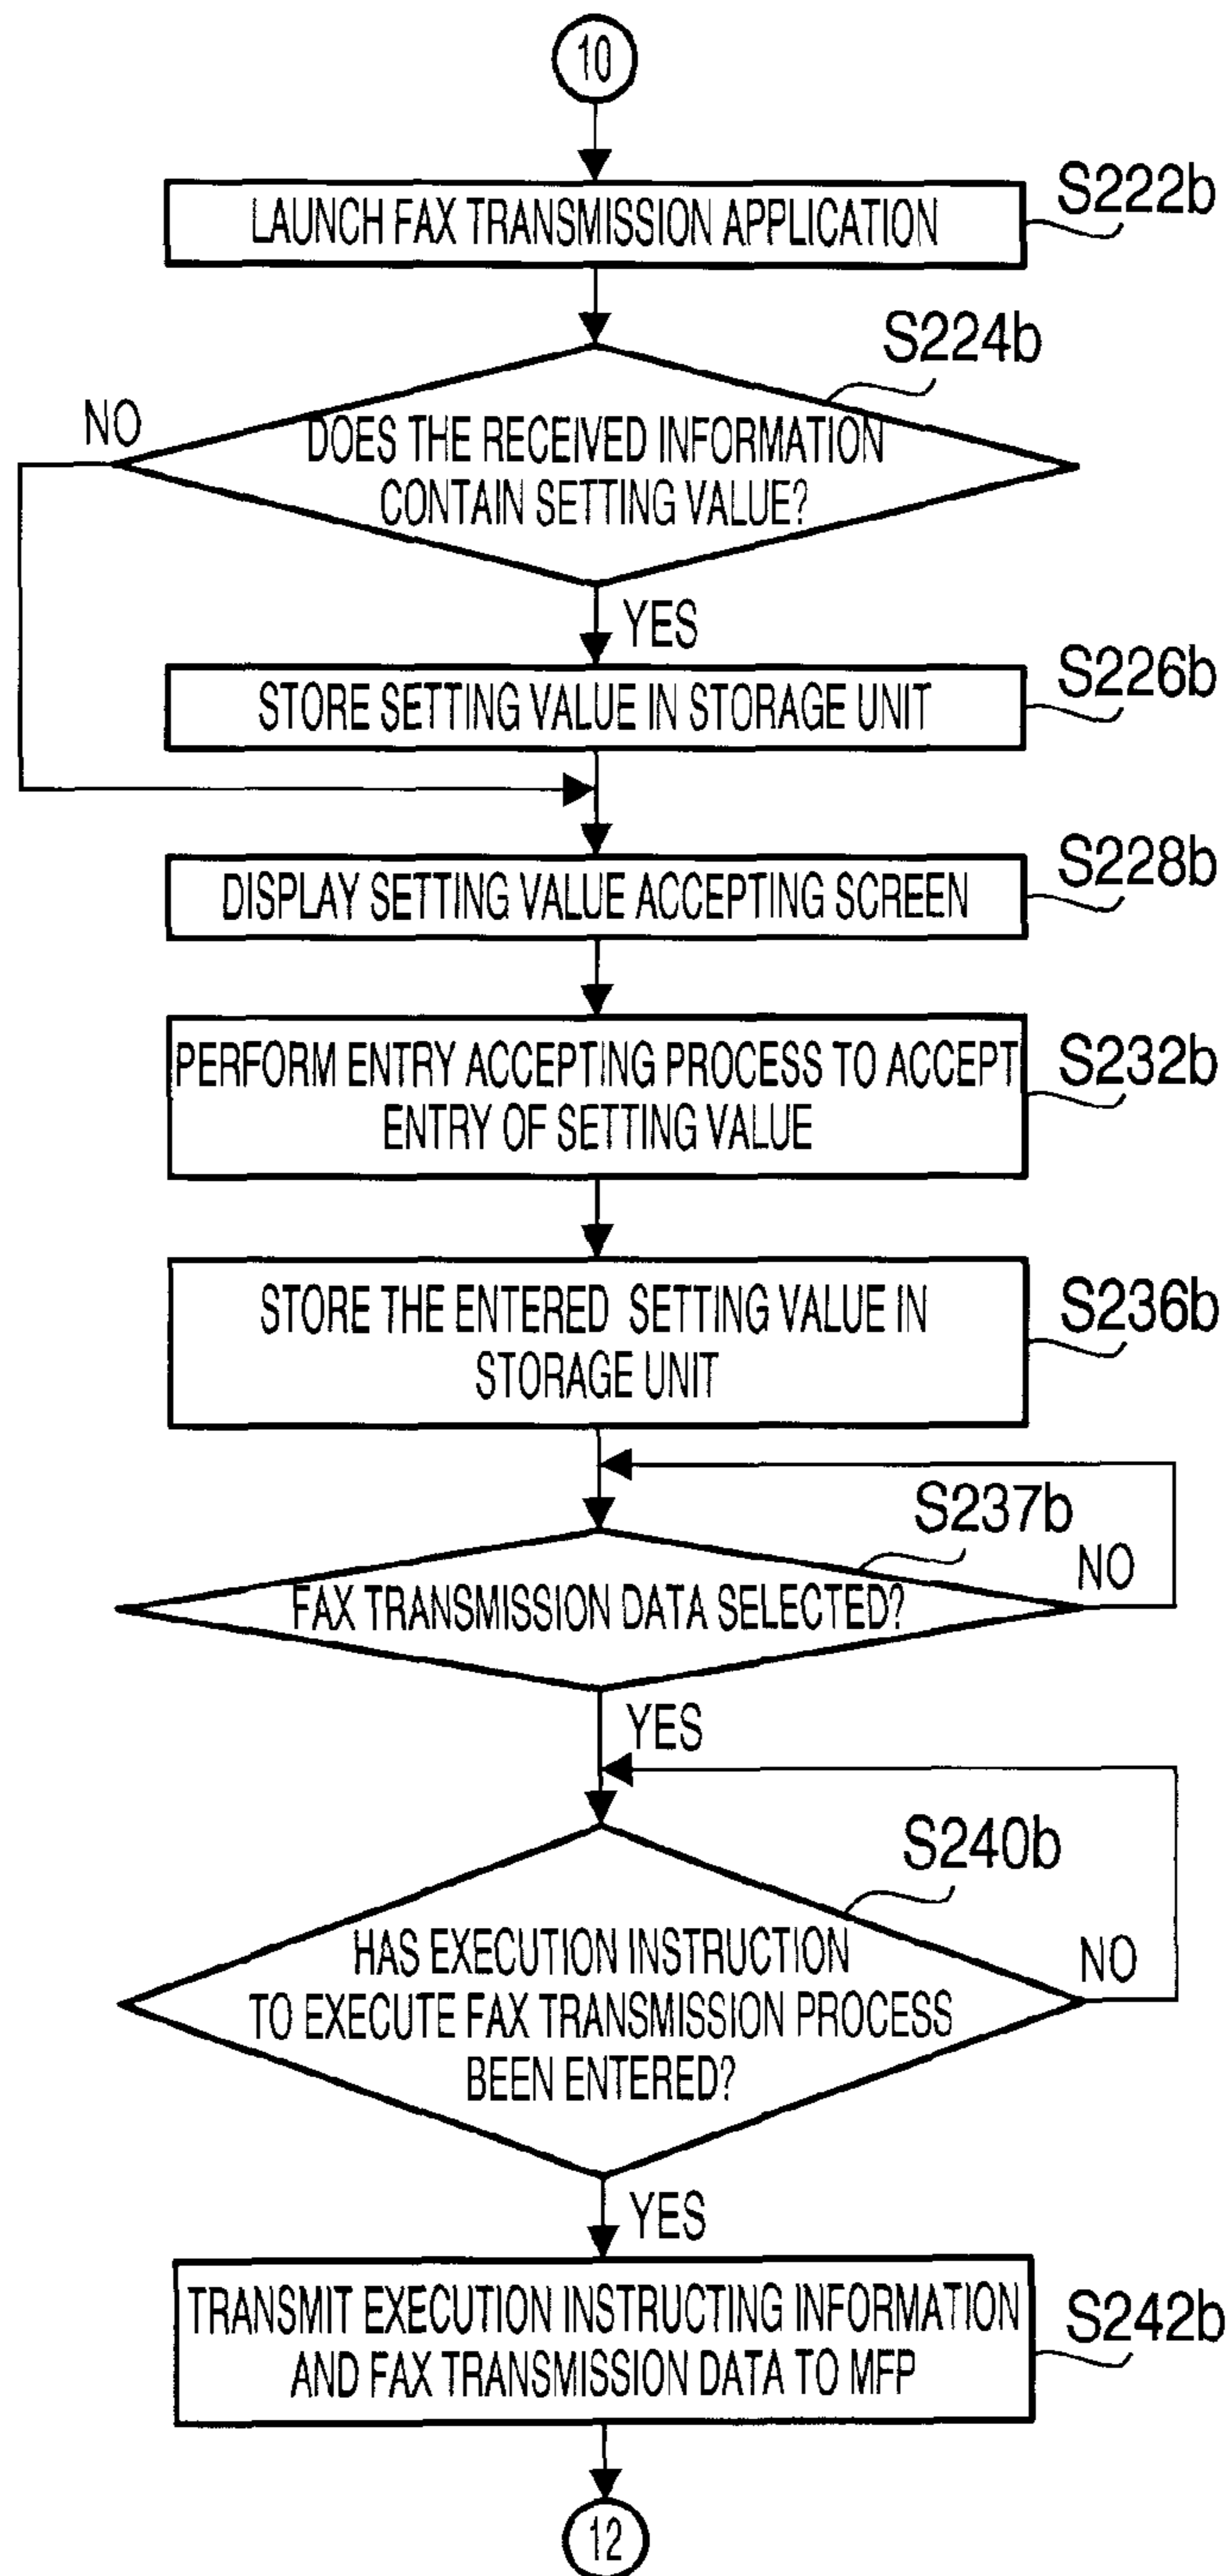 10
LAUNCH FAX TRANSMISSION APPLICATION
S222b
S224b
NO
DOES THE RECEIVED INFORMATION
CONTAIN SETTING VALUE?
YES
STORE SETTING VALUE IN STORAGE UNIT
S226b
DISPLAY SETTING VALUE ACCEPTING SCREEN
S228b
PERFORM ENTRY ACCEPTING PROCESS TO ACCEPT
ENTRY OF SETTING VALUE
S232b
STORE THE ENTERED SETTING VALUE IN
STORAGE UNIT
S236b
S237b
FAX TRANSMISSION DATA SELECTED?
NO
YES
S240b
HAS EXECUTION INSTRUCTION
TO EXECUTE FAX TRANSMISSION PROCESS
BEEN ENTERED?
NO
YES
TRANSMIT EXECUTION INSTRUCTING INFORMATION
AND FAX TRANSMISSION DATA TO MFP
S242b
12